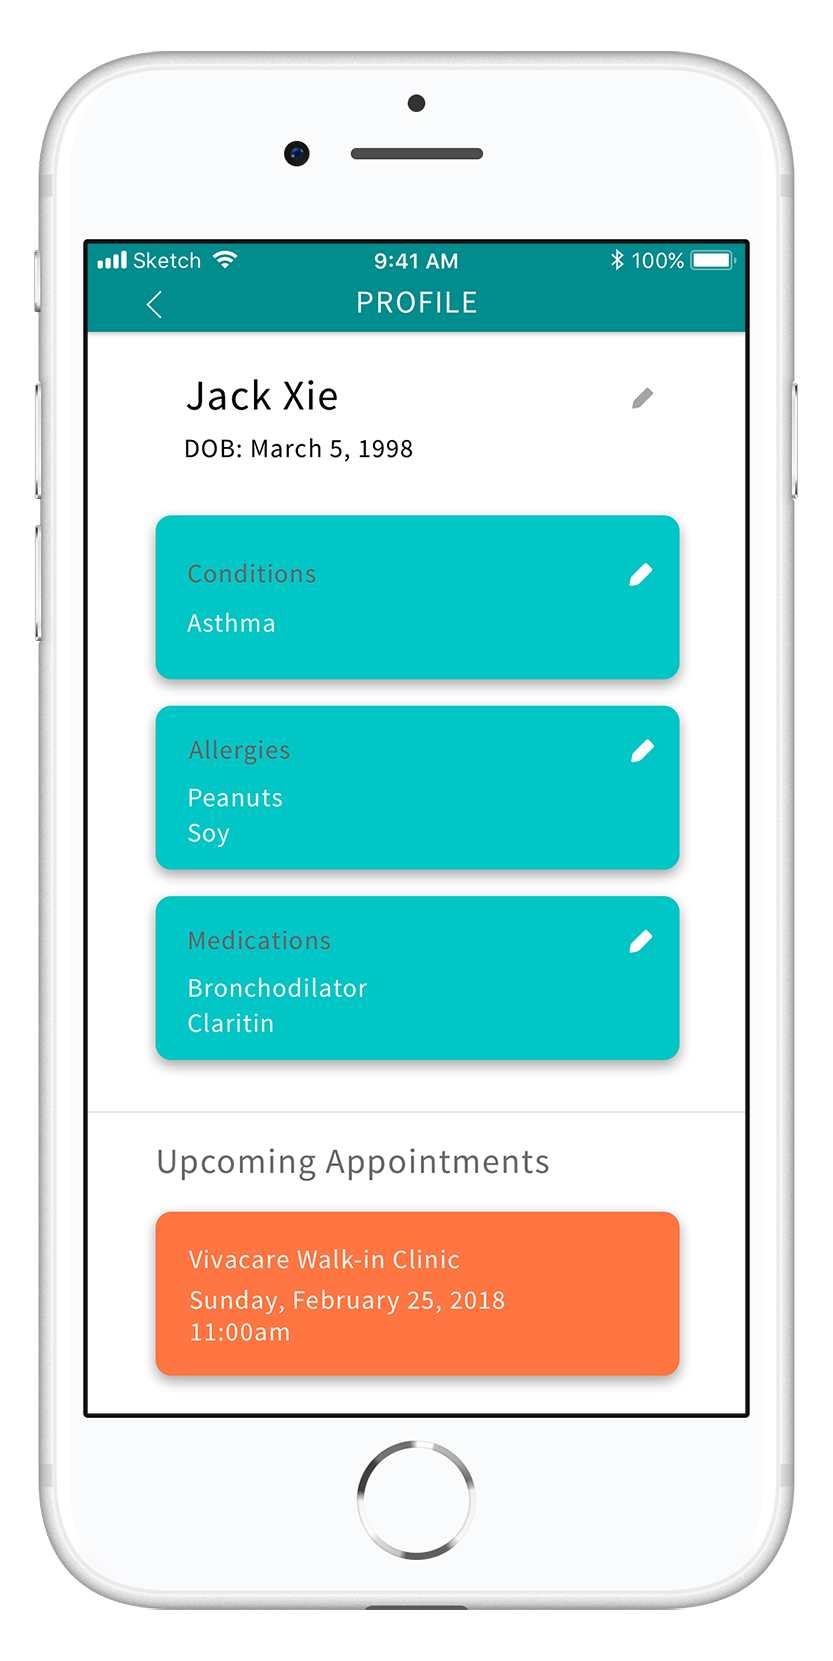 Sketch 9:41 AM 100%
PROFILE
Jack Xie
DOB: March 5, 1998
Conditions
Asthma
Allergies
Peanuts
Soy
Medications
Bronchodilator
Claritin
Upcoming Appointments
Vivacare Walk-in Clinic
Sunday, February 25, 2018
11:00am